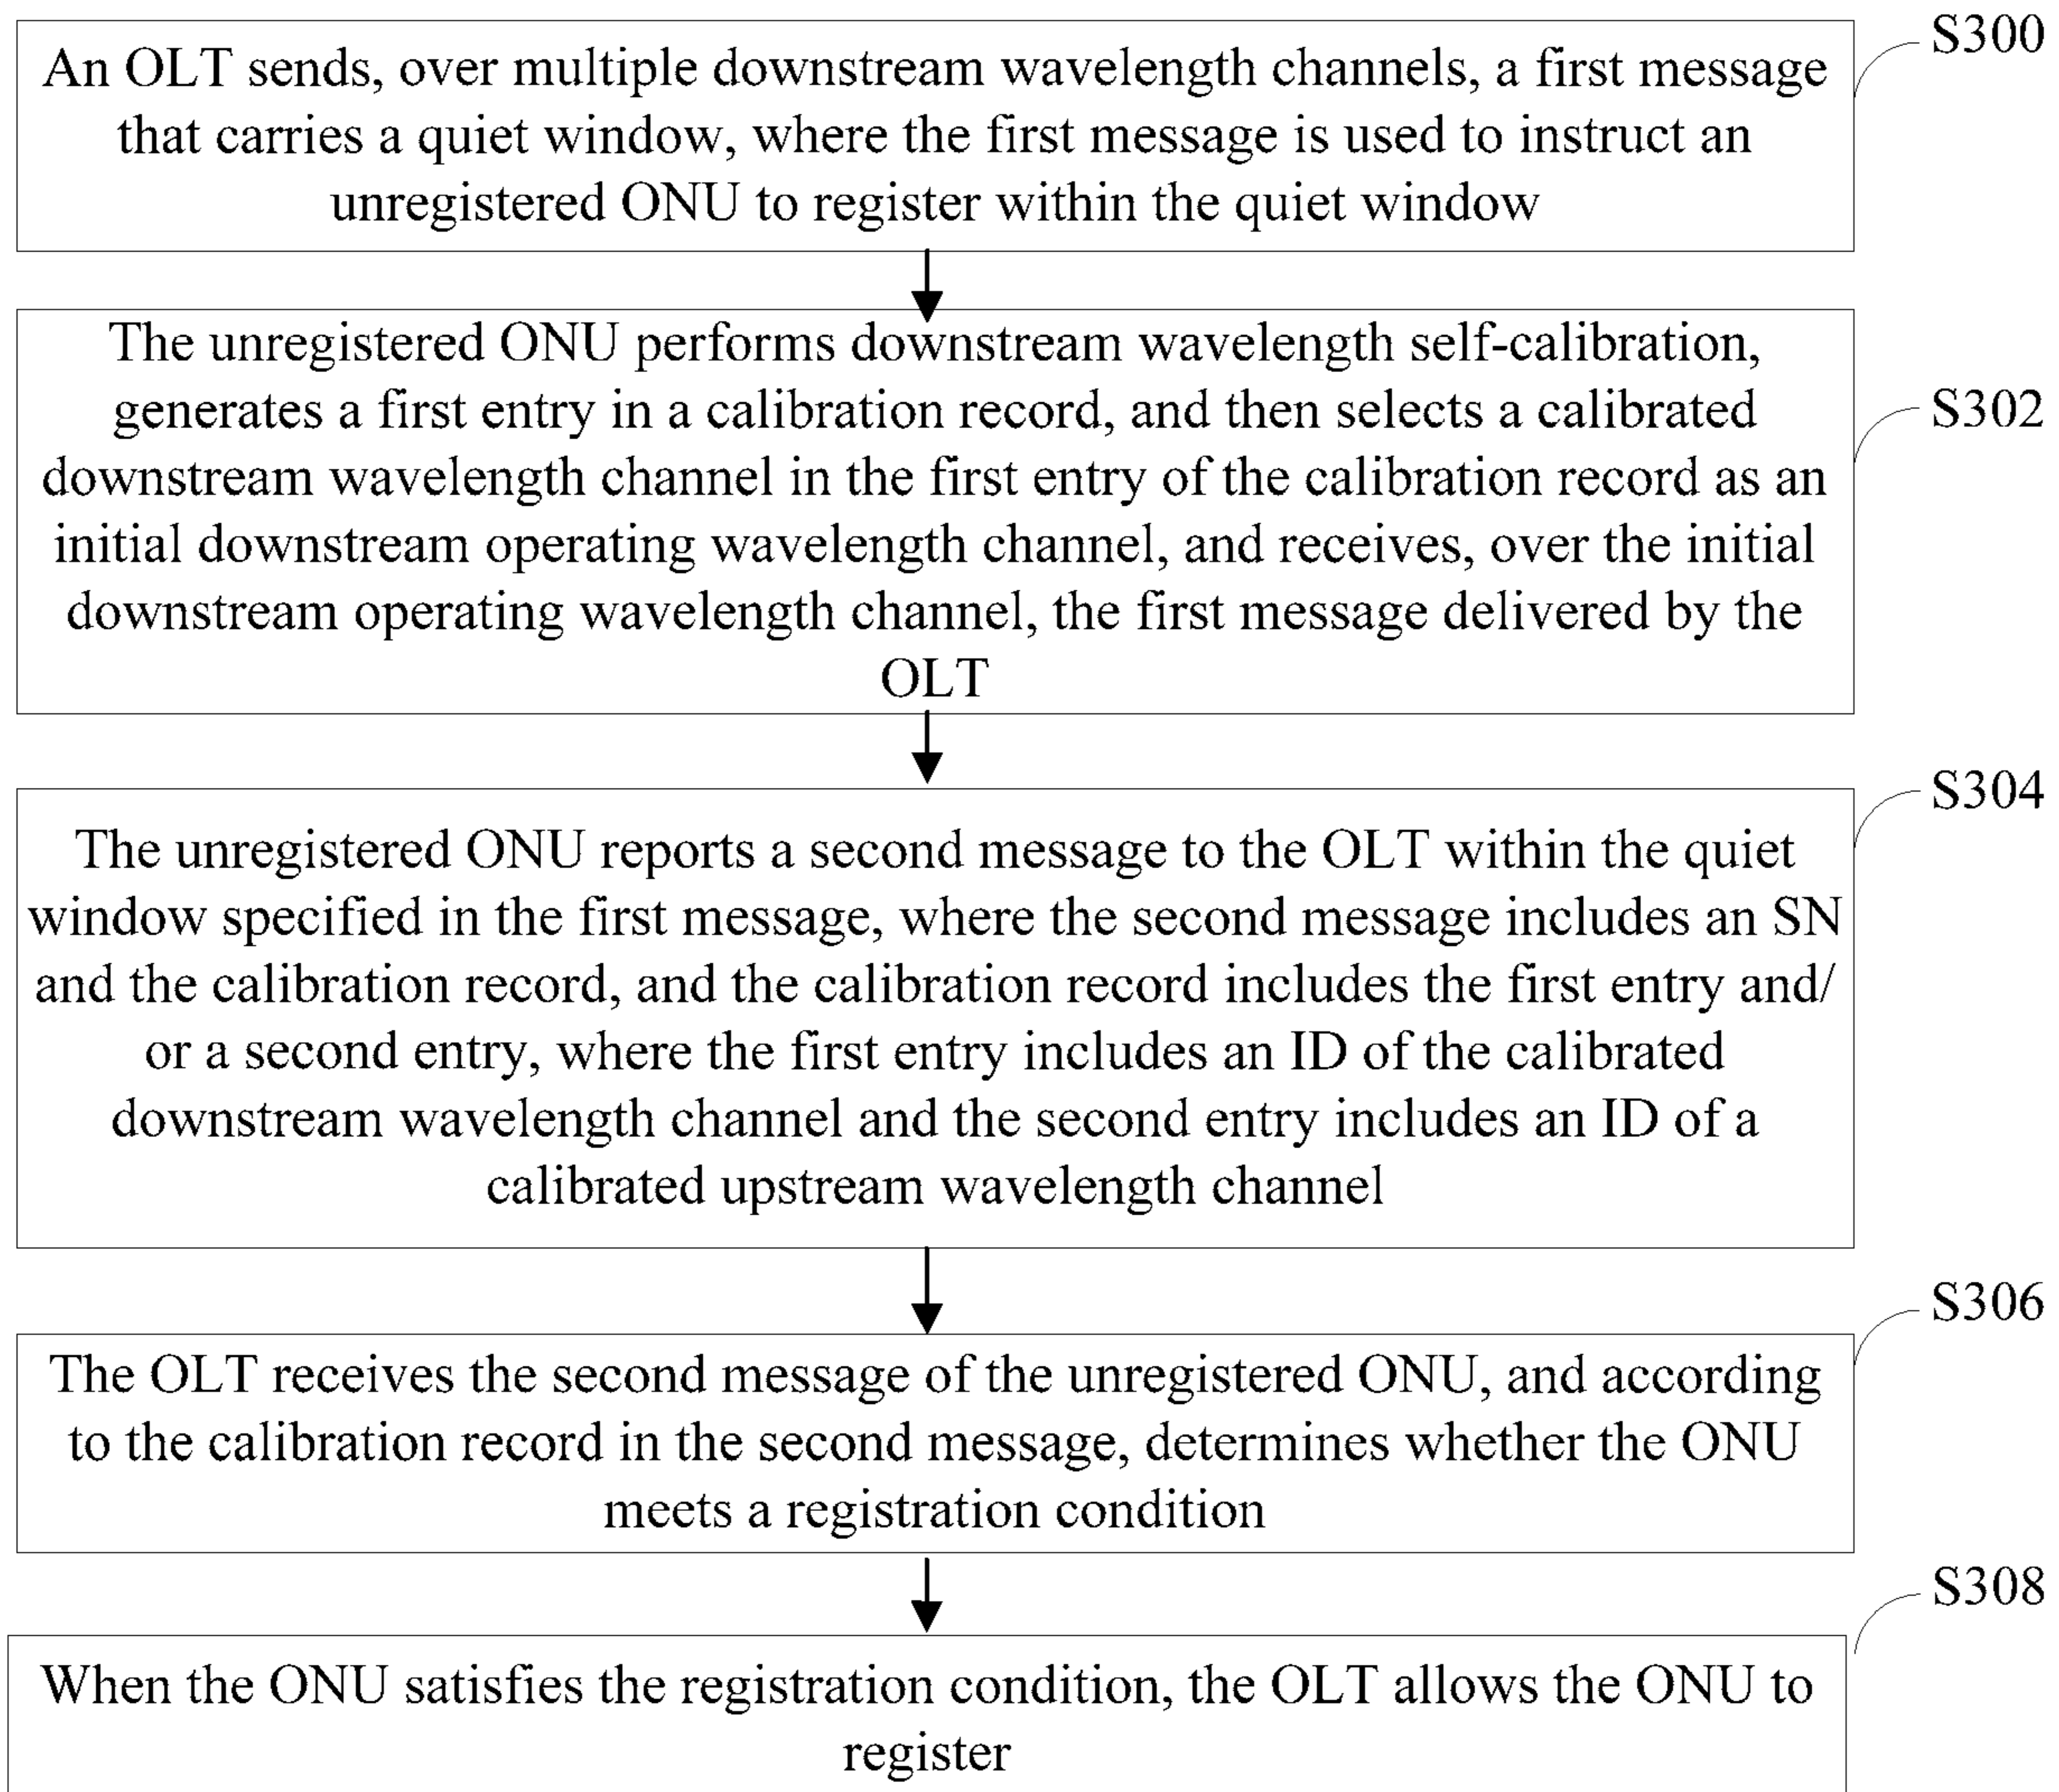 An OLT sends, over multiple downstream wavelength channels, a first message
that carries a quiet window, where the first message is used to instruct an
unregistered ONU to register within the quiet window
S300
The unregistered ONU performs downstream wavelength self-calibration,
generates a first entry in a calibration record, and then selects a calibrated
downstream wavelength channel in the first entry of the calibration record as an
initial downstream operating wavelength channel, and receives, over the initial
downstream operating wavelength channel, the first message delivered by the
OLT
S302
The unregistered ONU reports a second message to the OLT within the quiet
window specified in the first message, where the second message includes an SN
and the calibration record, and the calibration record includes the first entry and/
or a second entry, where the first entry includes an ID of the calibrated
downstream wavelength channel and the second entry includes an ID of a
calibrated upstream wavelength channel
S304
The OLT receives the second message of the unregistered ONU, and according
to the calibration record in the second message, determines whether the ONU
meets a registration condition
S306
When the ONU satisfies the registration condition, the OLT allows the ONU to
register
S308